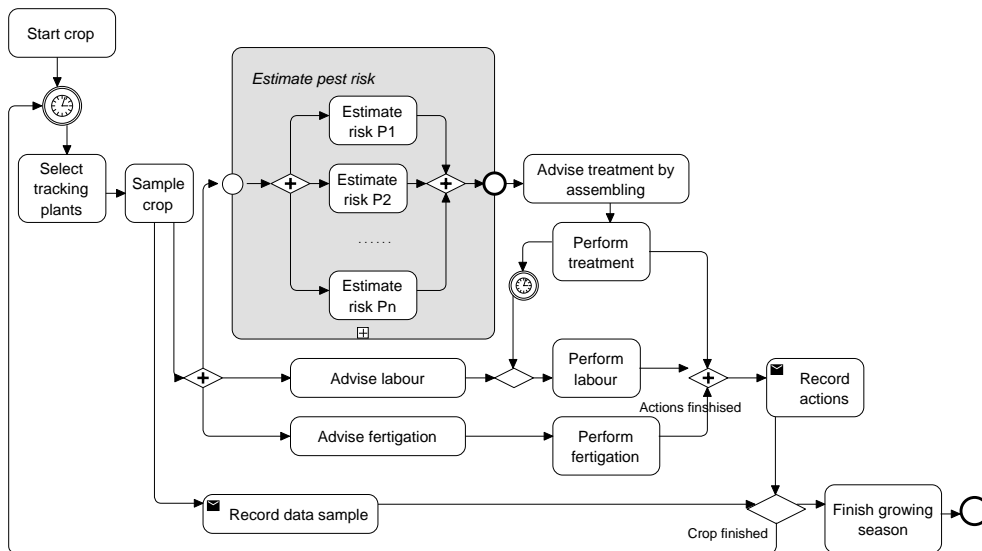 Start crop
Estimate pest risk
Estimate
risk P1
Select
tracking
plants
Sample
crop
Estimate
risk P2
Advise treatment by
assembling
......
Perform
treatment
Estimate
risk Pn
Advise labour
Perform
labour
Record
actions
Actions finshised
Advise fertigation
Perform
fertigation
Record data sample
Finish growing
season
Crop finished